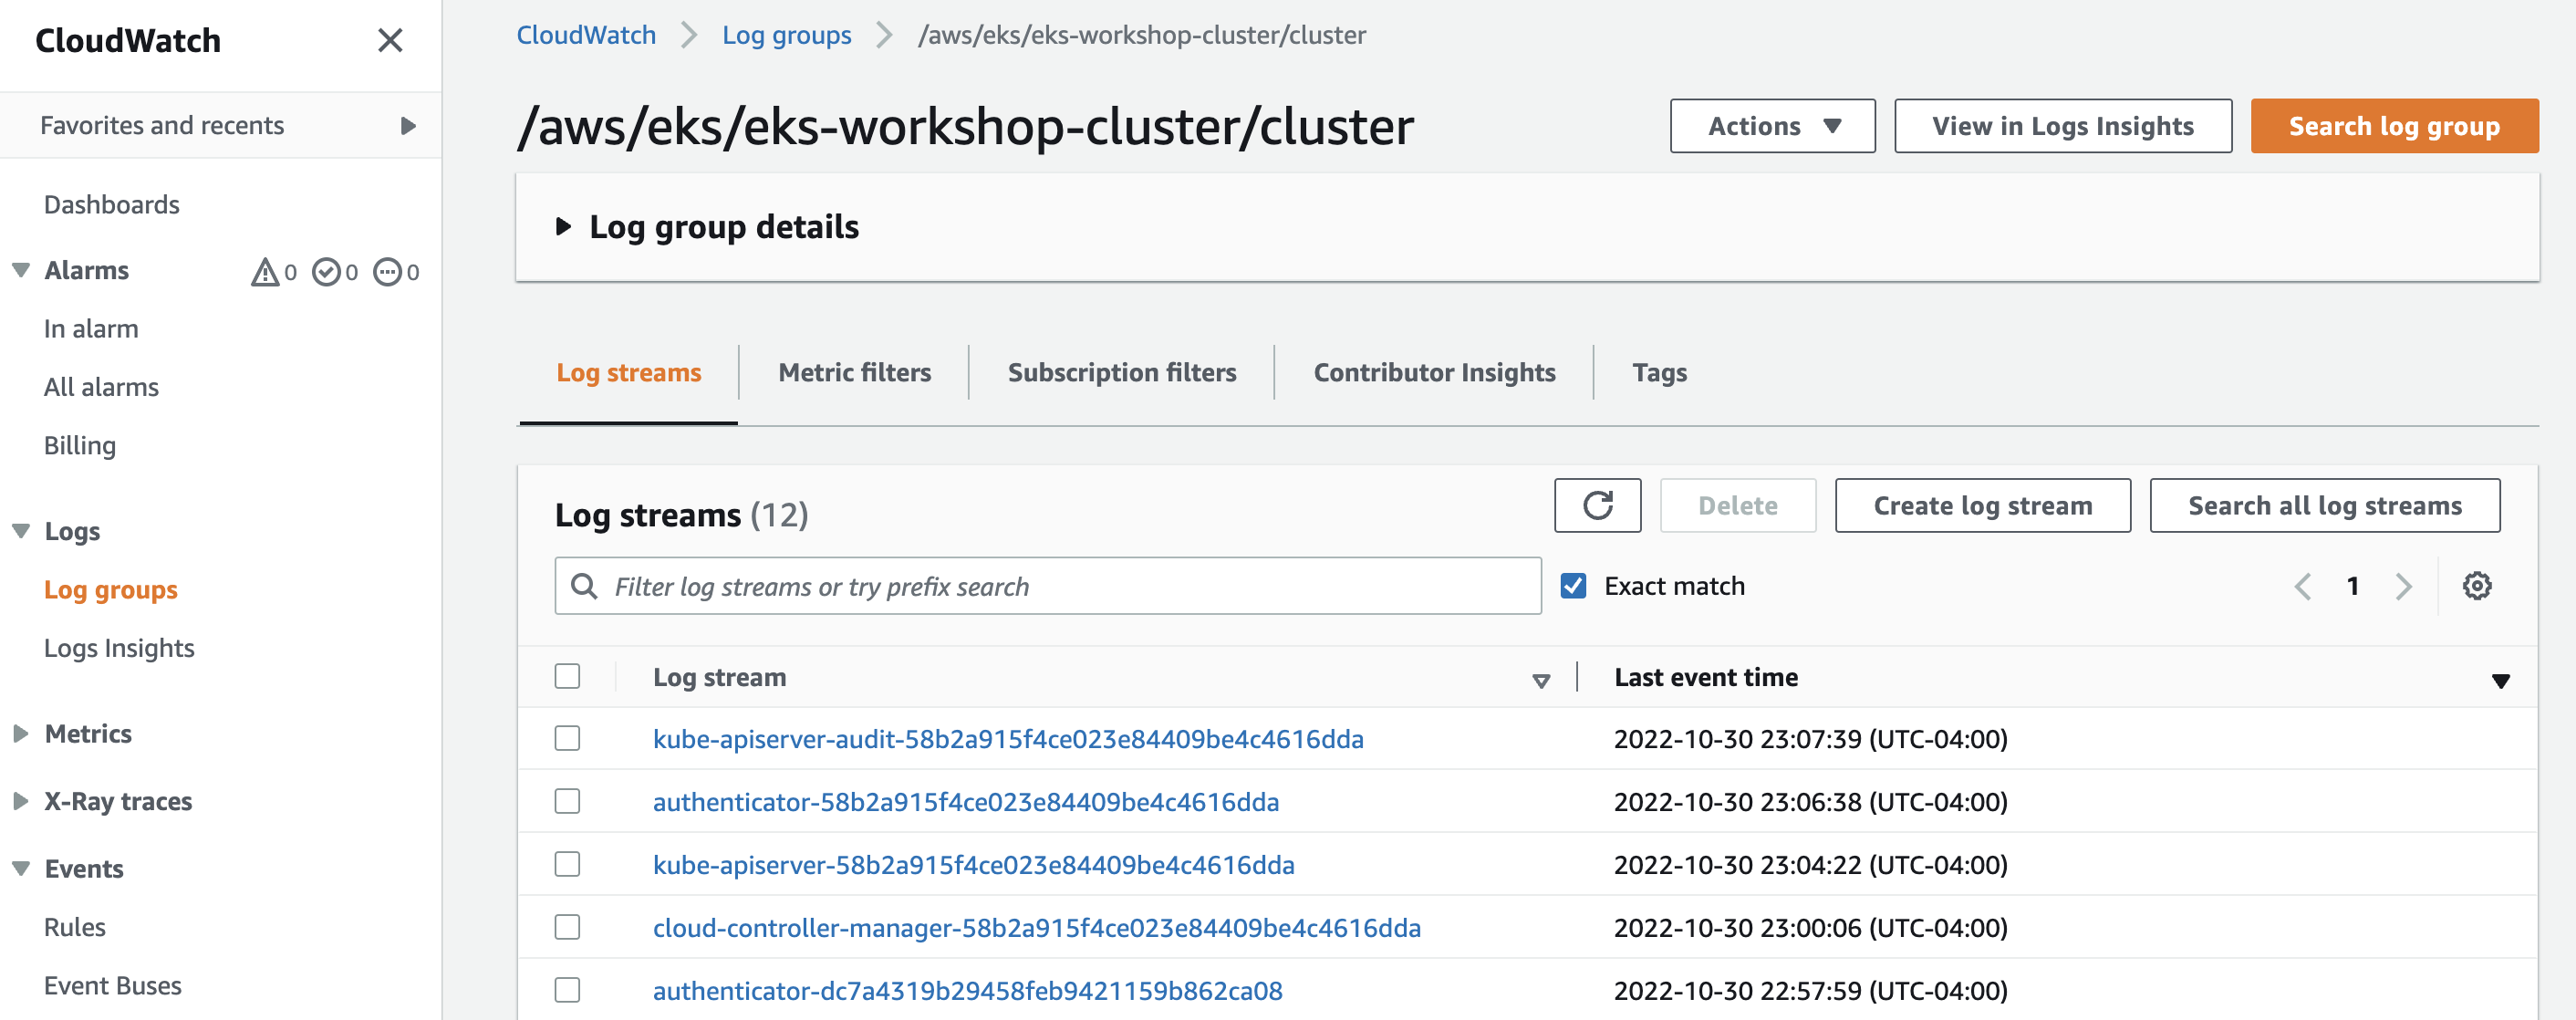 CloudWatch
Favorites and recents
Dashboards
Alarms 0 0 0
In alarm
All alarms
Billing
Logs
Log groups
Logs Insights
Metrics
X-Ray traces
Events
Rules
Event Buses
CloudWatch Log groups /aws/eks/eks-workshop-cluster/cluster
/aws/eks/eks-workshop-cluster/cluster
Actions View in Logs Insights Search log group
Log group details
Log streams Metric filters Subscription filters Contributor Insights Tags
Log streams (12)
Delete Create log stream Search all log streams
Filter log streams or try prefix search Exact match 1
Log stream Last event time
kube-apiserver-audit-58b2a915f4ce023e84409be4c4616dda 2022-10-30 23:07:39 (UTC-04:00)
authenticator-58b2a915f4ce023e84409be4c4616dda 2022-10-30 23:06:38 (UTC-04:00)
kube-apiserver-58b2a915f4ce023e84409be4c4616dda 2022-10-30 23:04:22 (UTC-04:00)
cloud-controller-manager-58b2a915f4ce023e84409be4c4616dda 2022-10-30 23:00:06 (UTC-04:00)
authenticator-dc7a4319b29458feb9421159b862ca08 2022-10-30 22:57:59 (UTC-04:00)